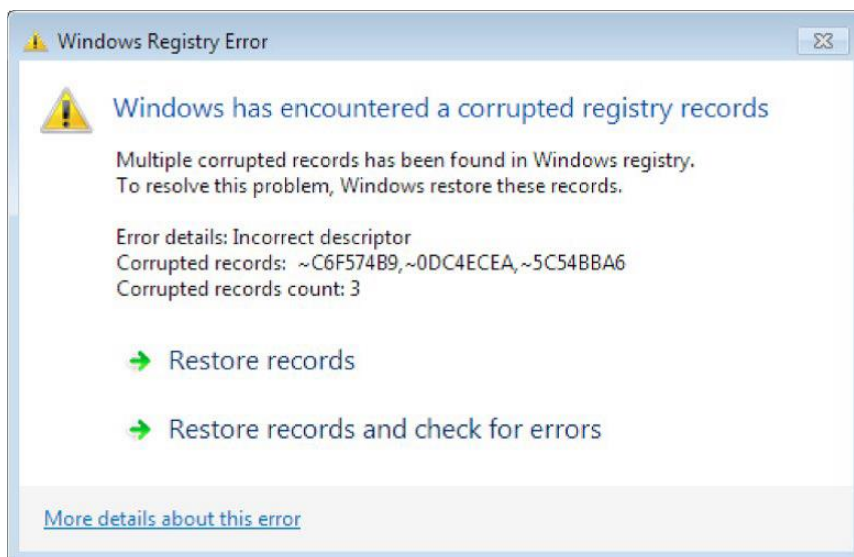 Windows Registry Error
Windows has encountered a corrupted registry records
Multiple corrupted records has been found in Windows registry.
To resolve this problem, Windows restore these records.
Error details: Incorrect descriptor
Corrupted records:  ~C6F574B9,~0DC4ECEA,~5C54BBA6
Corrupted records count: 3
Restore records
Restore records and check for errors
More details about this error